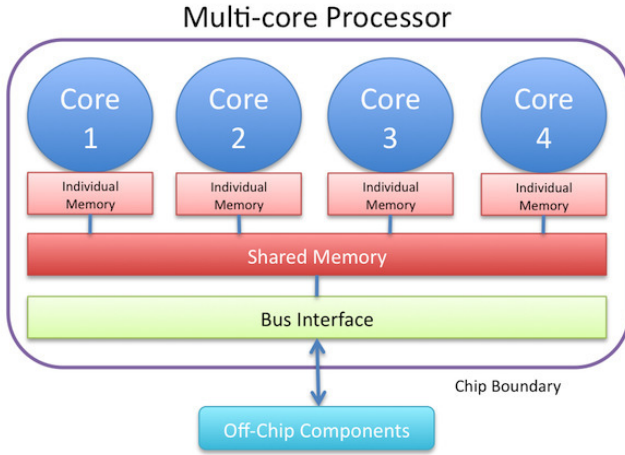 Multi-core Processor
Core
1
Core
2
Core
3
Core
4
Individual
Memory
Individual
Memory
Individual
Memory
Individual
Memory
Shared Memory
Bus Interface
Chip Boundary
Off-Chip Components